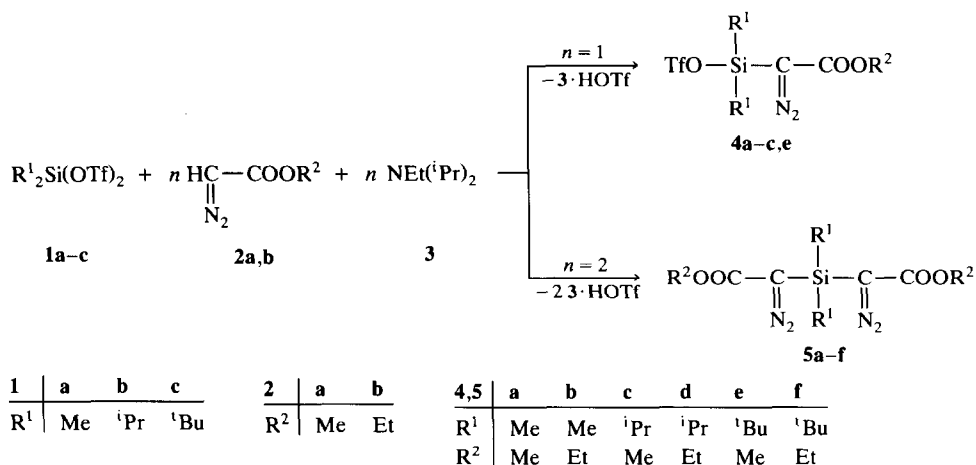 R¹
n = 1
TfO—Si—C—COOR²
−3·HOTf
R¹ N₂
4a–c,e
R¹₂Si(OTf)₂ + n HC—COOR² + n NEt(ⁱPr)₂
N₂
1a–c 2a,b 3
R¹
n = 2
R²OOC—C—Si—C—COOR²
−2 3·HOTf
N₂ R¹ N₂
5a–f
1 a b c 2 a b 4,5 a b c d e f
R¹ Me ⁱPr ᵗBu R² Me Et R¹ Me Me ⁱPr ⁱPr ᵗBu ᵗBu
R² Me Et Me Et Me Et